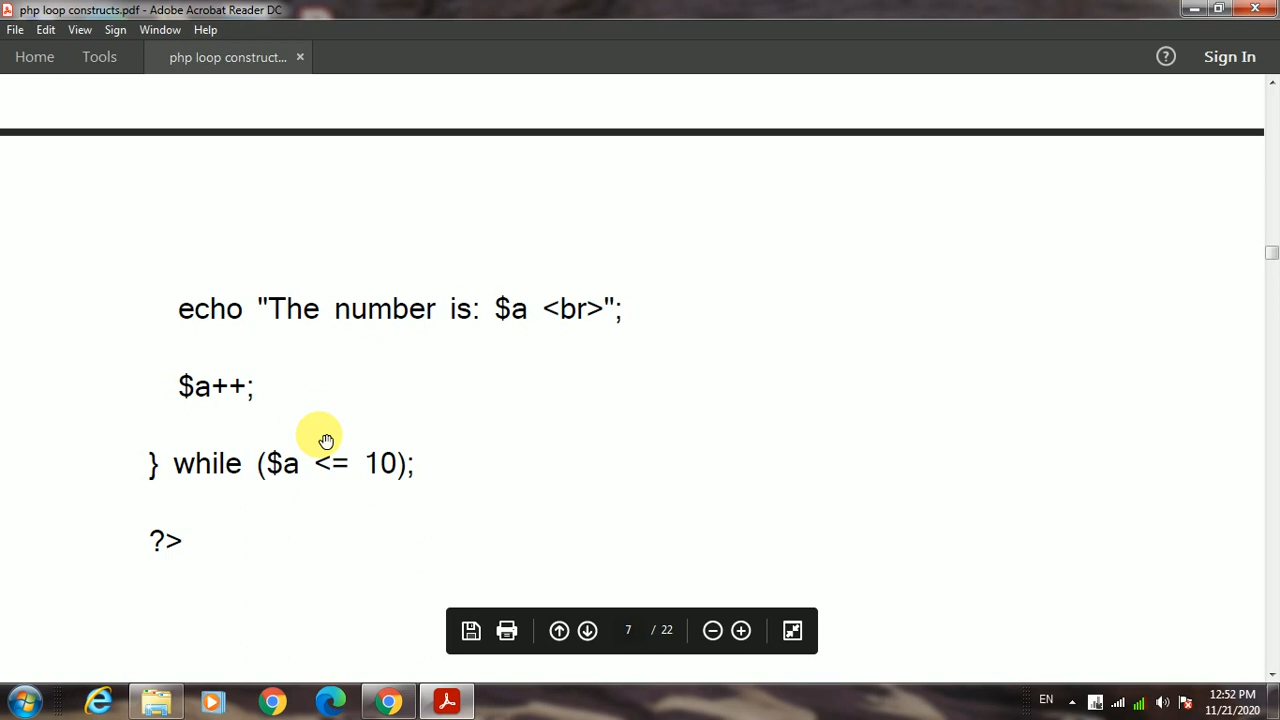 php loop constructs.pdf - Adobe Acrobat Reader DC
File Edit View Sign Window Help
Home Tools php loop construct... × ? Sign In
echo "The number is: $a <br>";
$a++;
} while ($a <= 10);
?>
7 / 22
EN 12:52 PM
11/21/2020